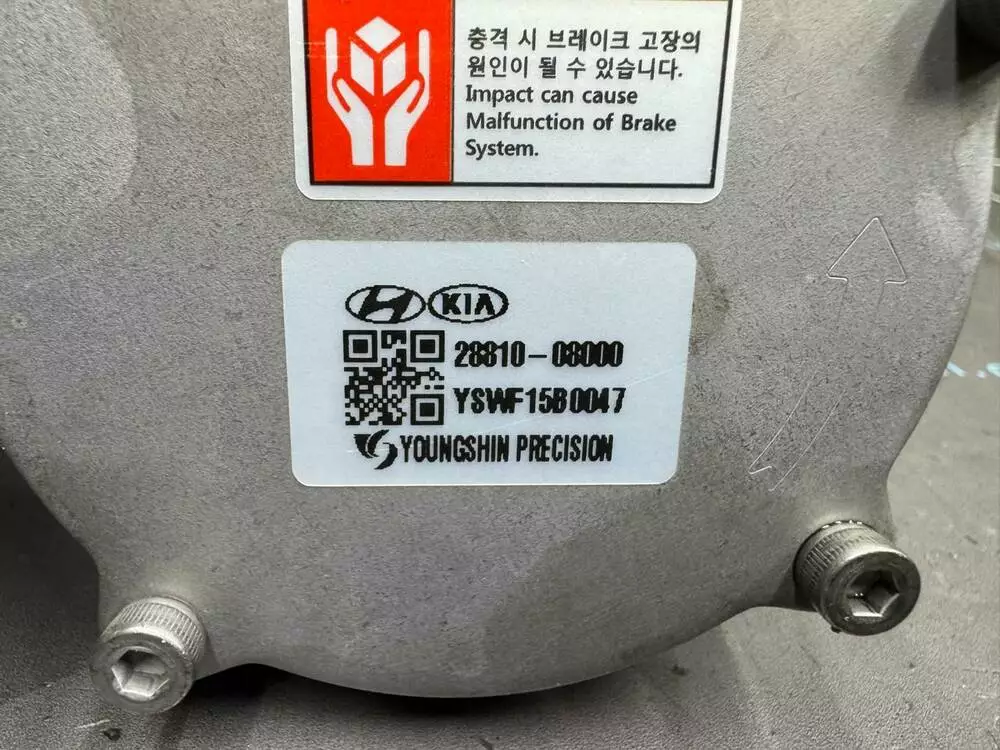 충격 시 브레이크 고장의
원인이 될 수 있습니다.
Impact can cause
Malfunction of Brake
System.
KIA
28810-08000
YSWF15B0047
YOUNGSHIN PRECISION